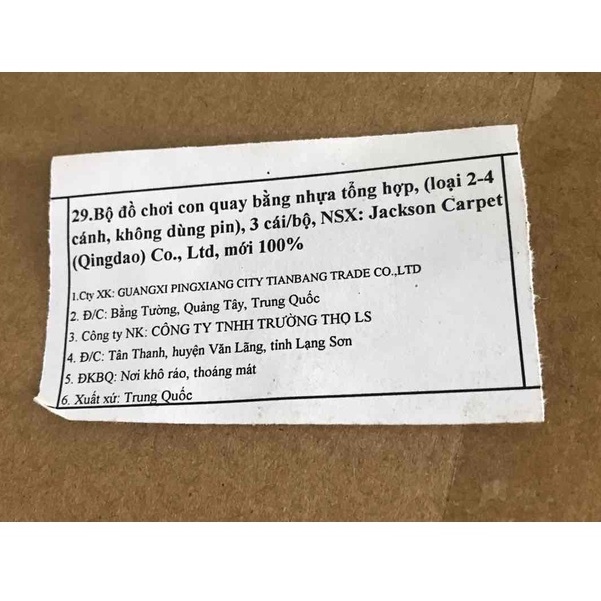 29.Bộ đồ chơi con quay bằng nhựa tổng hợp, (loại 2-4
cánh, không dùng pin), 3 cái/bộ, NSX: Jackson Carpet
(Qingdao) Co., Ltd, mới 100%
1.Cty XK: GUANGXI PINGXIANG CITY TIANBANG TRADE CO.,LTD
2. Đ/C: Bằng Tường, Quảng Tây, Trung Quốc
3. Công ty NK: CÔNG TY TNHH TRƯỜNG THỌ LS
4. Đ/C: Tân Thanh, huyện Văn Lãng, tỉnh Lạng Sơn
5. ĐKBQ: Nơi khô ráo, thoáng mát
6. Xuất xứ: Trung Quốc